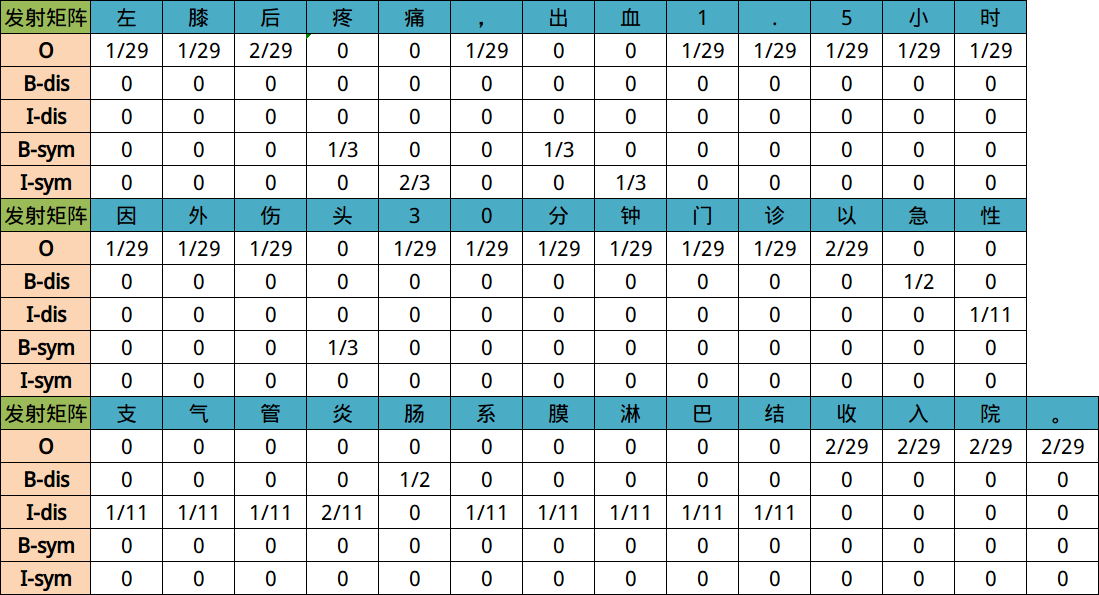 发射矩阵 左 膝 后 疼 痛 , 出 血 1 . 5 小 时
O 1/29 1/29 2/29 0 0 1/29 0 0 1/29 1/29 1/29 1/29 1/29
B-dis 0 0 0 0 0 0 0 0 0 0 0 0 0
I-dis 0 0 0 0 0 0 0 0 0 0 0 0 0
B-sym 0 0 0 1/3 0 0 1/3 0 0 0 0 0 0
I-sym 0 0 0 0 2/3 0 0 1/3 0 0 0 0 0
发射矩阵 因 外 伤 头 3 0 分 钟 门 诊 以 急 性
O 1/29 1/29 1/29 0 1/29 1/29 1/29 1/29 1/29 1/29 2/29 0 0
B-dis 0 0 0 0 0 0 0 0 0 0 0 1/2 0
I-dis 0 0 0 0 0 0 0 0 0 0 0 0 1/11
B-sym 0 0 0 1/3 0 0 0 0 0 0 0 0 0
I-sym 0 0 0 0 0 0 0 0 0 0 0 0 0
发射矩阵 支 气 管 炎 肠 系 膜 淋 巴 结 收 入 院 。
O 0 0 0 0 0 0 0 0 0 0 2/29 2/29 2/29 2/29
B-dis 0 0 0 0 1/2 0 0 0 0 0 0 0 0 0
I-dis 1/11 1/11 1/11 2/11 0 1/11 1/11 1/11 1/11 1/11 0 0 0 0
B-sym 0 0 0 0 0 0 0 0 0 0 0 0 0 0
I-sym 0 0 0 0 0 0 0 0 0 0 0 0 0 0